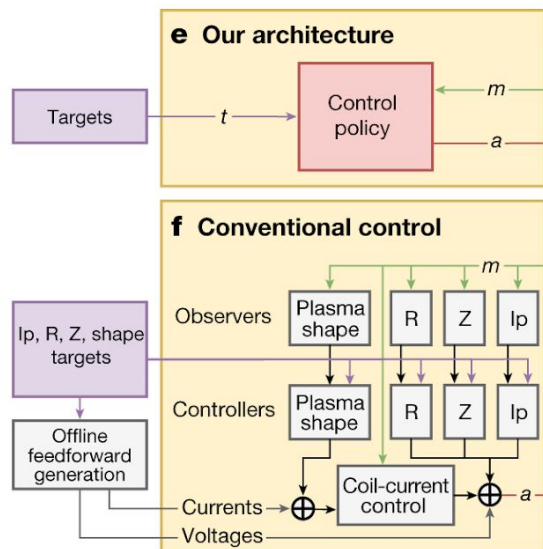 e Our architecture
Targets
t
Control
policy
m
a
f Conventional control
m
Observers
Plasma
shape
R
Z
Ip
Ip, R, Z, shape
targets
Controllers
Plasma
shape
R
Z
Ip
Offline
feedforward
generation
Coil-current
control
a
Currents
Voltages